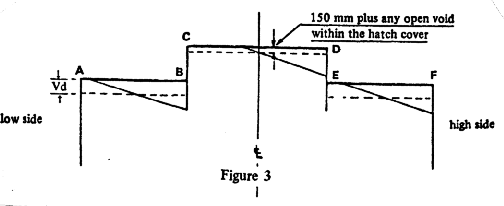 150 mm plus any open void
within the hatch cover
C
D
A
B
E
F
Vd
low side
high side
℄
Figure 3